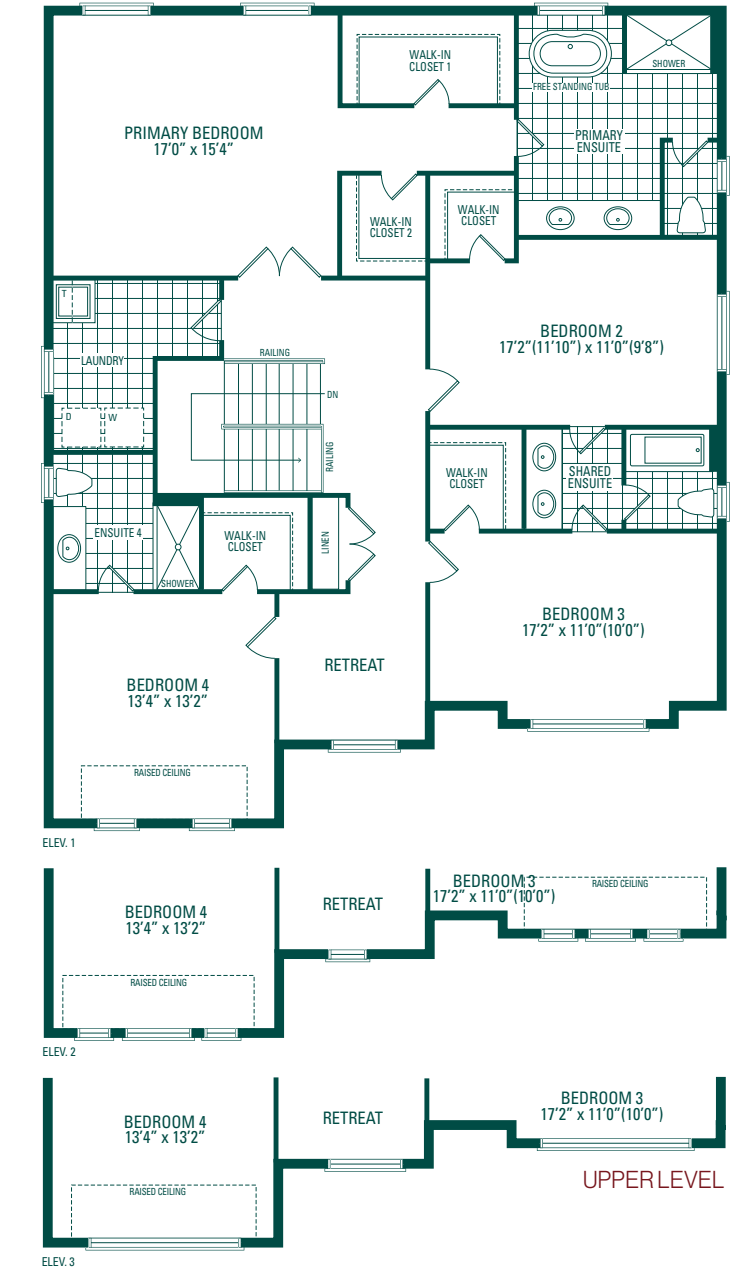 WALK-IN
CLOSET 1
SHOWER
FREE STANDING TUB
PRIMARY BEDROOM
17'0" x 15'4"
PRIMARY
ENSUITE
WALK-IN
CLOSET 2
WALK-IN
CLOSET
T
LAUNDRY
RAILING
BEDROOM 2
17'2"(11'10") x 11'0"(9'8")
DN
D
W
RAILING
WALK-IN
CLOSET
SHARED
ENSUITE
ENSUITE 4
WALK-IN
CLOSET
LINEN
SHOWER
BEDROOM 3
17'2" x 11'0"(10'0")
RETREAT
BEDROOM 4
13'4" x 13'2"
RAISED CEILING
ELEV. 1
BEDROOM 3
17'2" x 11'0"(10'0")
RAISED CEILING
RETREAT
BEDROOM 4
13'4" x 13'2"
RAISED CEILING
ELEV. 2
BEDROOM 3
17'2" x 11'0"(10'0")
RETREAT
BEDROOM 4
13'4" x 13'2"
UPPER LEVEL
RAISED CEILING
ELEV. 3